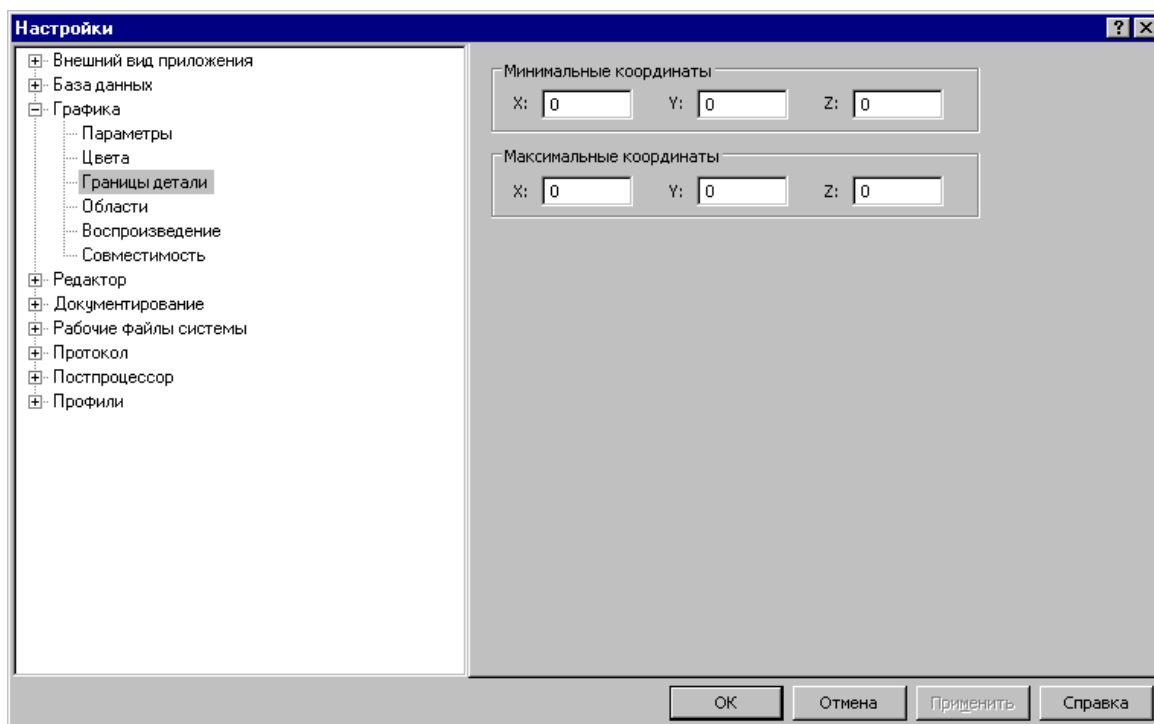 Настройки
Внешний вид приложения
База данных
Графика
Параметры
Цвета
Границы детали
Области
Воспроизведение
Совместимость
Редактор
Документирование
Рабочие файлы системы
Протокол
Постпроцессор
Профили
Минимальные координаты
X: 0 Y: 0 Z: 0
Максимальные координаты
X: 0 Y: 0 Z: 0
ОК Отмена Применить Справка